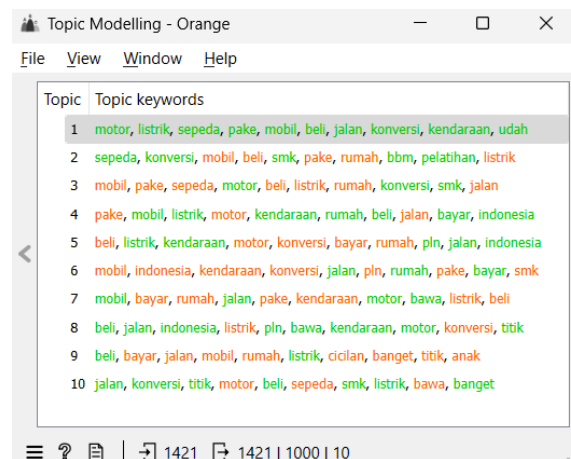 Topic Modelling - Orange
File View Window Help
Topic Topic keywords
1 motor, listrik, sepeda, pake, mobil, beli, jalan, konversi, kendaraan, udah
2 sepeda, konversi, mobil, beli, smk, pake, rumah, bbm, pelatihan, listrik
3 mobil, pake, sepeda, motor, beli, listrik, rumah, konversi, smk, jalan
4 pake, mobil, listrik, motor, kendaraan, rumah, beli, jalan, bayar, indonesia
5 beli, listrik, kendaraan, motor, konversi, bayar, rumah, pln, jalan, indonesia
6 mobil, indonesia, kendaraan, konversi, jalan, pln, rumah, pake, bayar, smk
7 mobil, bayar, rumah, jalan, pake, kendaraan, motor, bawa, listrik, beli
8 beli, jalan, indonesia, listrik, pln, bawa, kendaraan, motor, konversi, titik
9 beli, bayar, jalan, mobil, rumah, listrik, cicilan, banget, titik, anak
10 jalan, konversi, titik, motor, beli, sepeda, smk, listrik, bawa, banget
? 1421 1421 | 1000 | 10